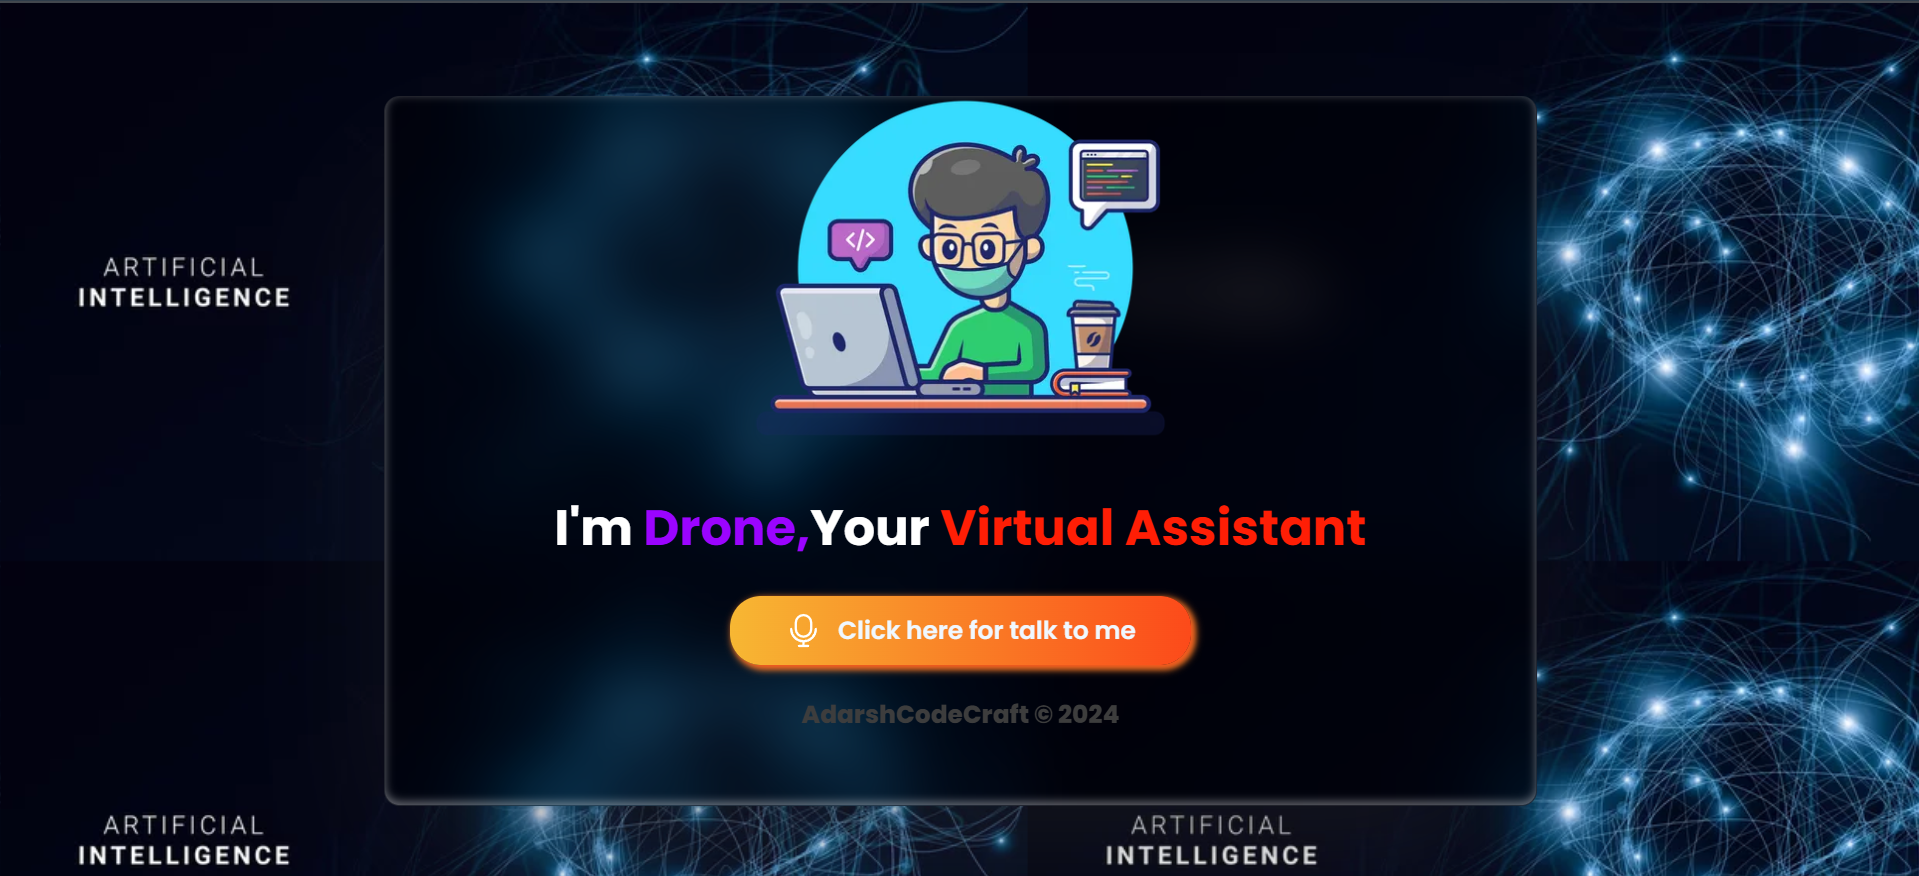 ARTIFICIAL
INTELLIGENCE
</>
I'm Drone,Your Virtual Assistant
Click here for talk to me
AdarshCodeCraft © 2024
ARTIFICIAL
INTELLIGENCE
ARTIFICIAL
INTELLIGENCE